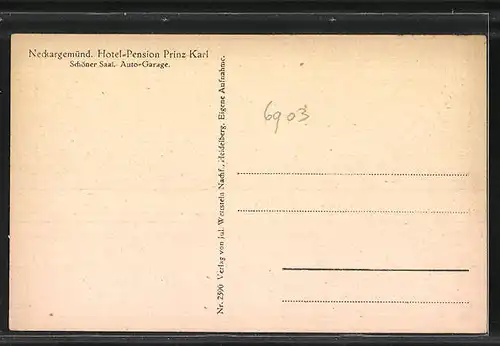 Neckargemünd. Hotel-Pension Prinz Karl
Schöner Saal. Auto-Garage.
Nr. 2590 Verlag von Jul. Wettstein Nachf., Heidelberg. Eigene Aufnahme.
6903